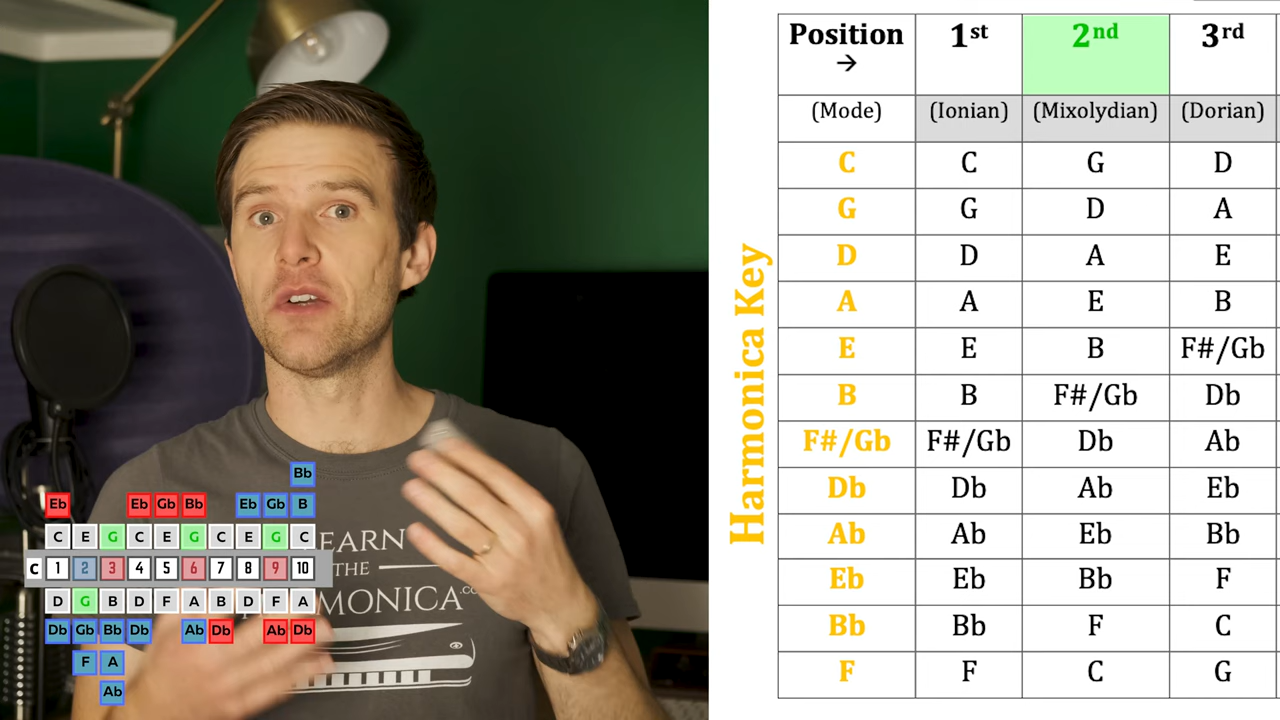 Position → 1st 2nd 3rd
(Mode) (Ionian) (Mixolydian) (Dorian)
Harmonica Key
C C G D
G G D A
D D A E
A A E B
E E B F#/Gb
B B F#/Gb Db
F#/Gb F#/Gb Db Ab
Db Db Ab Eb
Ab Ab Eb Bb
Eb Eb Bb F
Bb Bb F C
F F C G
Bb
Eb Eb Gb Bb Eb Gb B
C E G C E G C E G C
C 1 2 3 4 5 6 7 8 9 10
D G B D F A B D F A
Db Gb Bb Db Ab Db Ab Db
F A
Ab
EARN
THE
MONICA